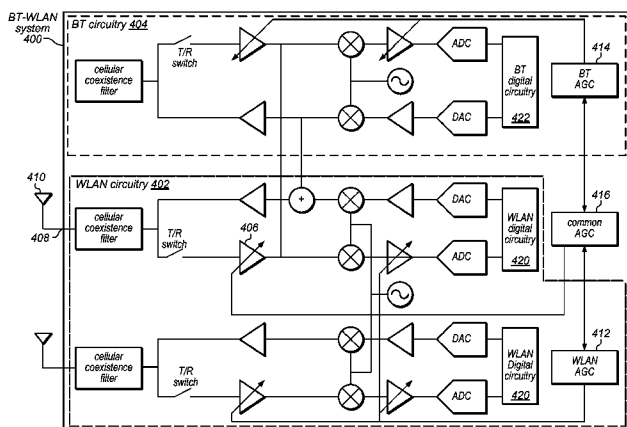 BT-WLAN
system
400
BT circuitry 404
cellular
coexistence
filter
T/R
switch
ADC
DAC
BT
digital
circuitry
422
414
BT
AGC
WLAN circuitry 402
410
408
cellular
coexistence
filter
T/R
switch
406
+
DAC
ADC
WLAN
digital
circuitry
420
416
common
AGC
cellular
coexistence
filter
T/R
switch
DAC
ADC
WLAN
Digital
circuitry
420
412
WLAN
AGC